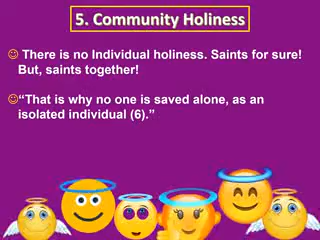 5. Community Holiness
☺ There is no Individual holiness. Saints for sure!
But, saints together!
☺“That is why no one is saved alone, as an
isolated individual (6).”